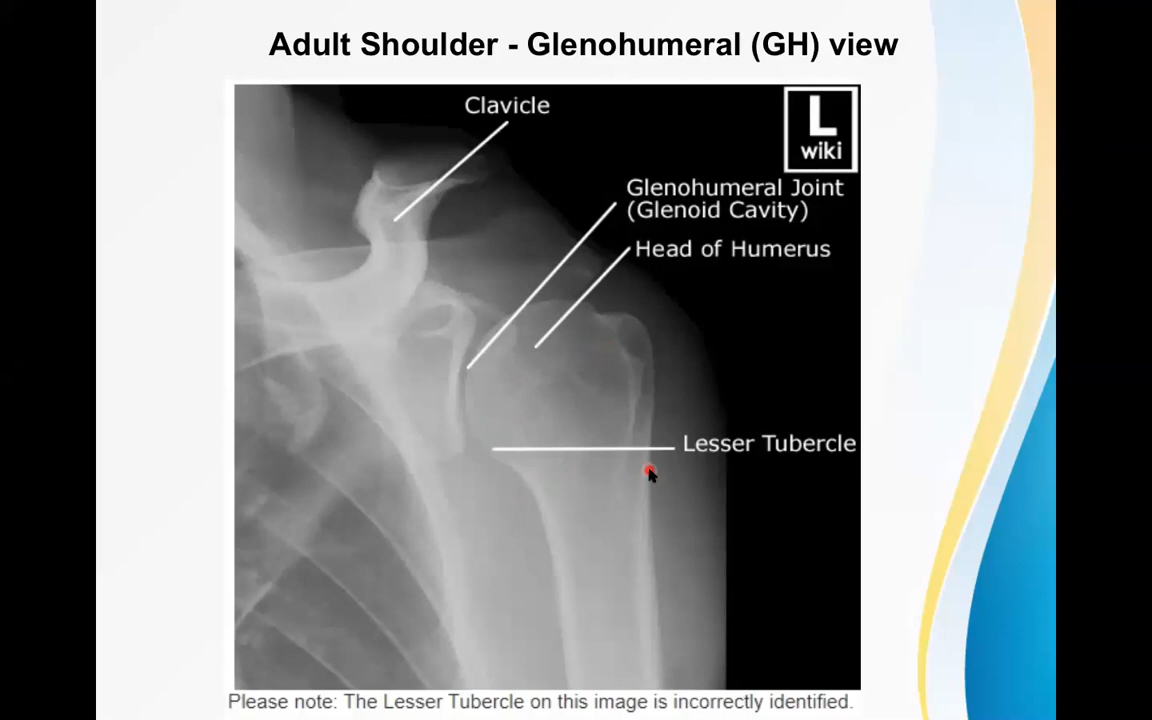 Adult Shoulder - Glenohumeral (GH) view
Clavicle
L
wiki
Glenohumeral Joint
(Glenoid Cavity)
Head of Humerus
Lesser Tubercle
Please note: The Lesser Tubercle on this image is incorrectly identified.